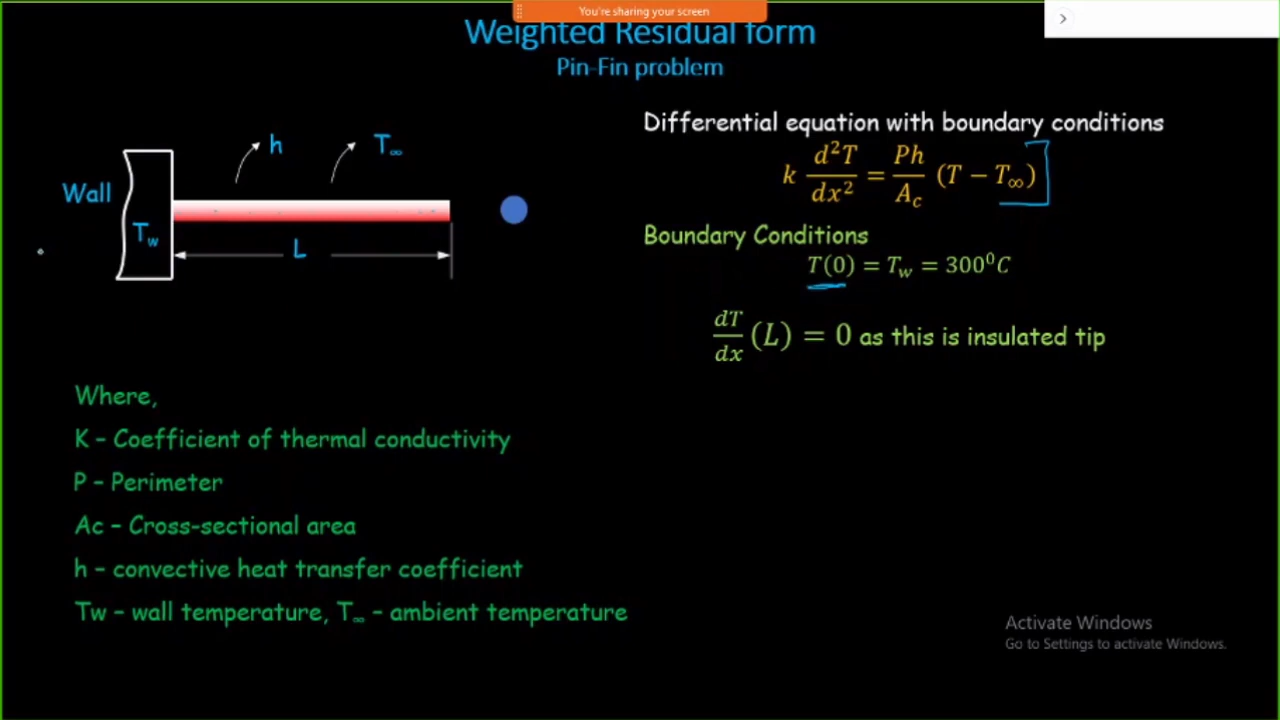 You're sharing your screen
Weighted Residual form
Pin-Fin problem
h
T∞
Wall
Tw
L
Differential equation with boundary conditions
k d²T/dx² = Ph/Ac (T − T∞)
Boundary Conditions
T(0) = Tw = 300⁰C
dT/dx (L) = 0 as this is insulated tip
Where,
K – Coefficient of thermal conductivity
P – Perimeter
Ac – Cross-sectional area
h – convective heat transfer coefficient
Tw – wall temperature, T∞ – ambient temperature
Activate Windows
Go to Settings to activate Windows.